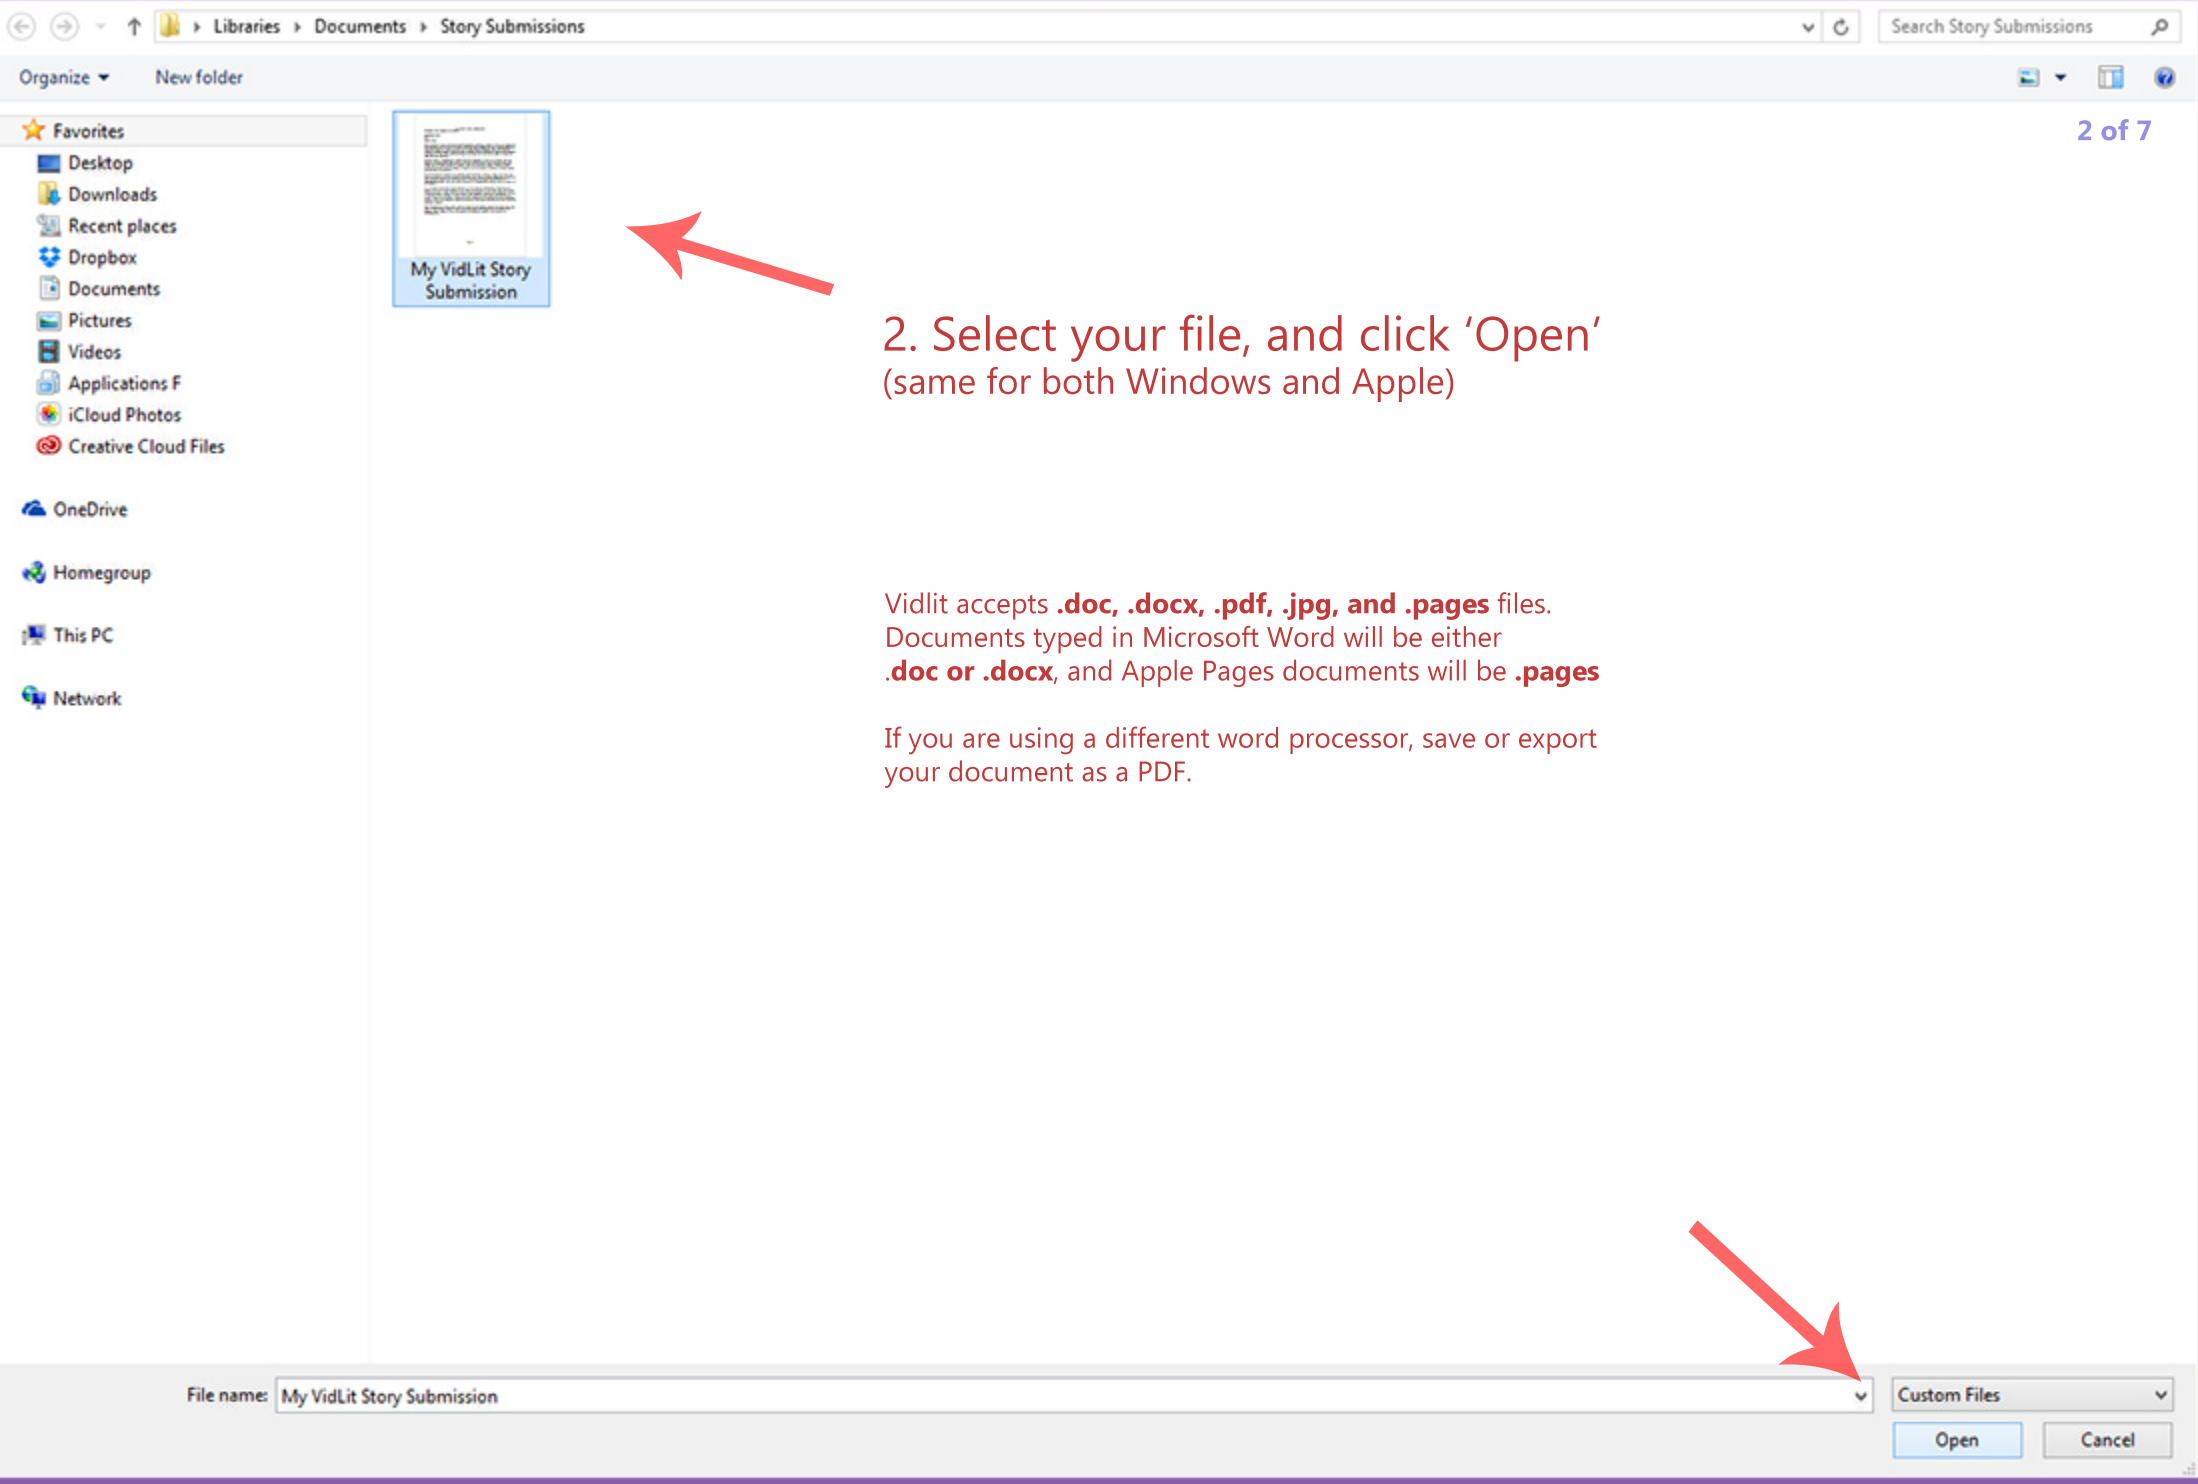 Libraries Documents Story Submissions
Search Story Submissions
Organize New folder
2 of 7
Favorites
Desktop
Downloads
Recent places
Dropbox
Documents
Pictures
Videos
Applications F
iCloud Photos
Creative Cloud Files
OneDrive
Homegroup
This PC
Network
My VidLit Story
Submission
2. Select your file, and click ‘Open’
(same for both Windows and Apple)
Vidlit accepts .doc, .docx, .pdf, .jpg, and .pages files.
Documents typed in Microsoft Word will be either
.doc or .docx, and Apple Pages documents will be .pages
If you are using a different word processor, save or export
your document as a PDF.
File name: My VidLit Story Submission
Custom Files
Open Cancel